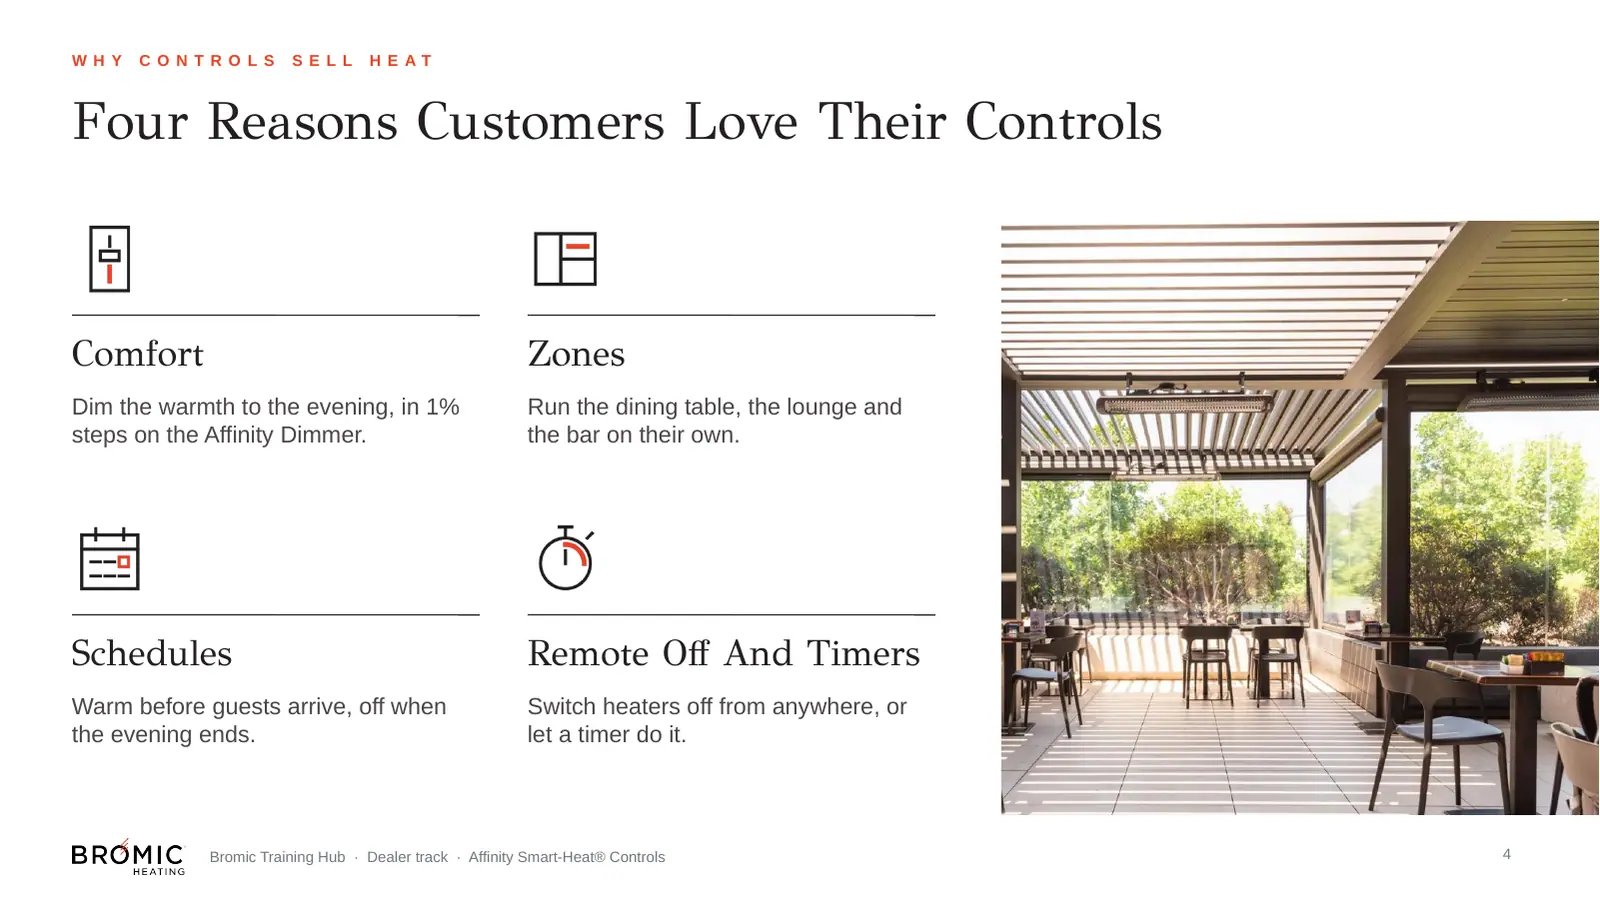 WHY CONTROLS SELL HEAT
Four Reasons Customers Love Their Controls
Comfort
Dim the warmth to the evening, in 1%
steps on the Affinity Dimmer.
Zones
Run the dining table, the lounge and
the bar on their own.
Schedules
Warm before guests arrive, off when
the evening ends.
Remote Off And Timers
Switch heaters off from anywhere, or
let a timer do it.
BROMIC
HEATING
Bromic Training Hub · Dealer track · Affinity Smart-Heat® Controls
4